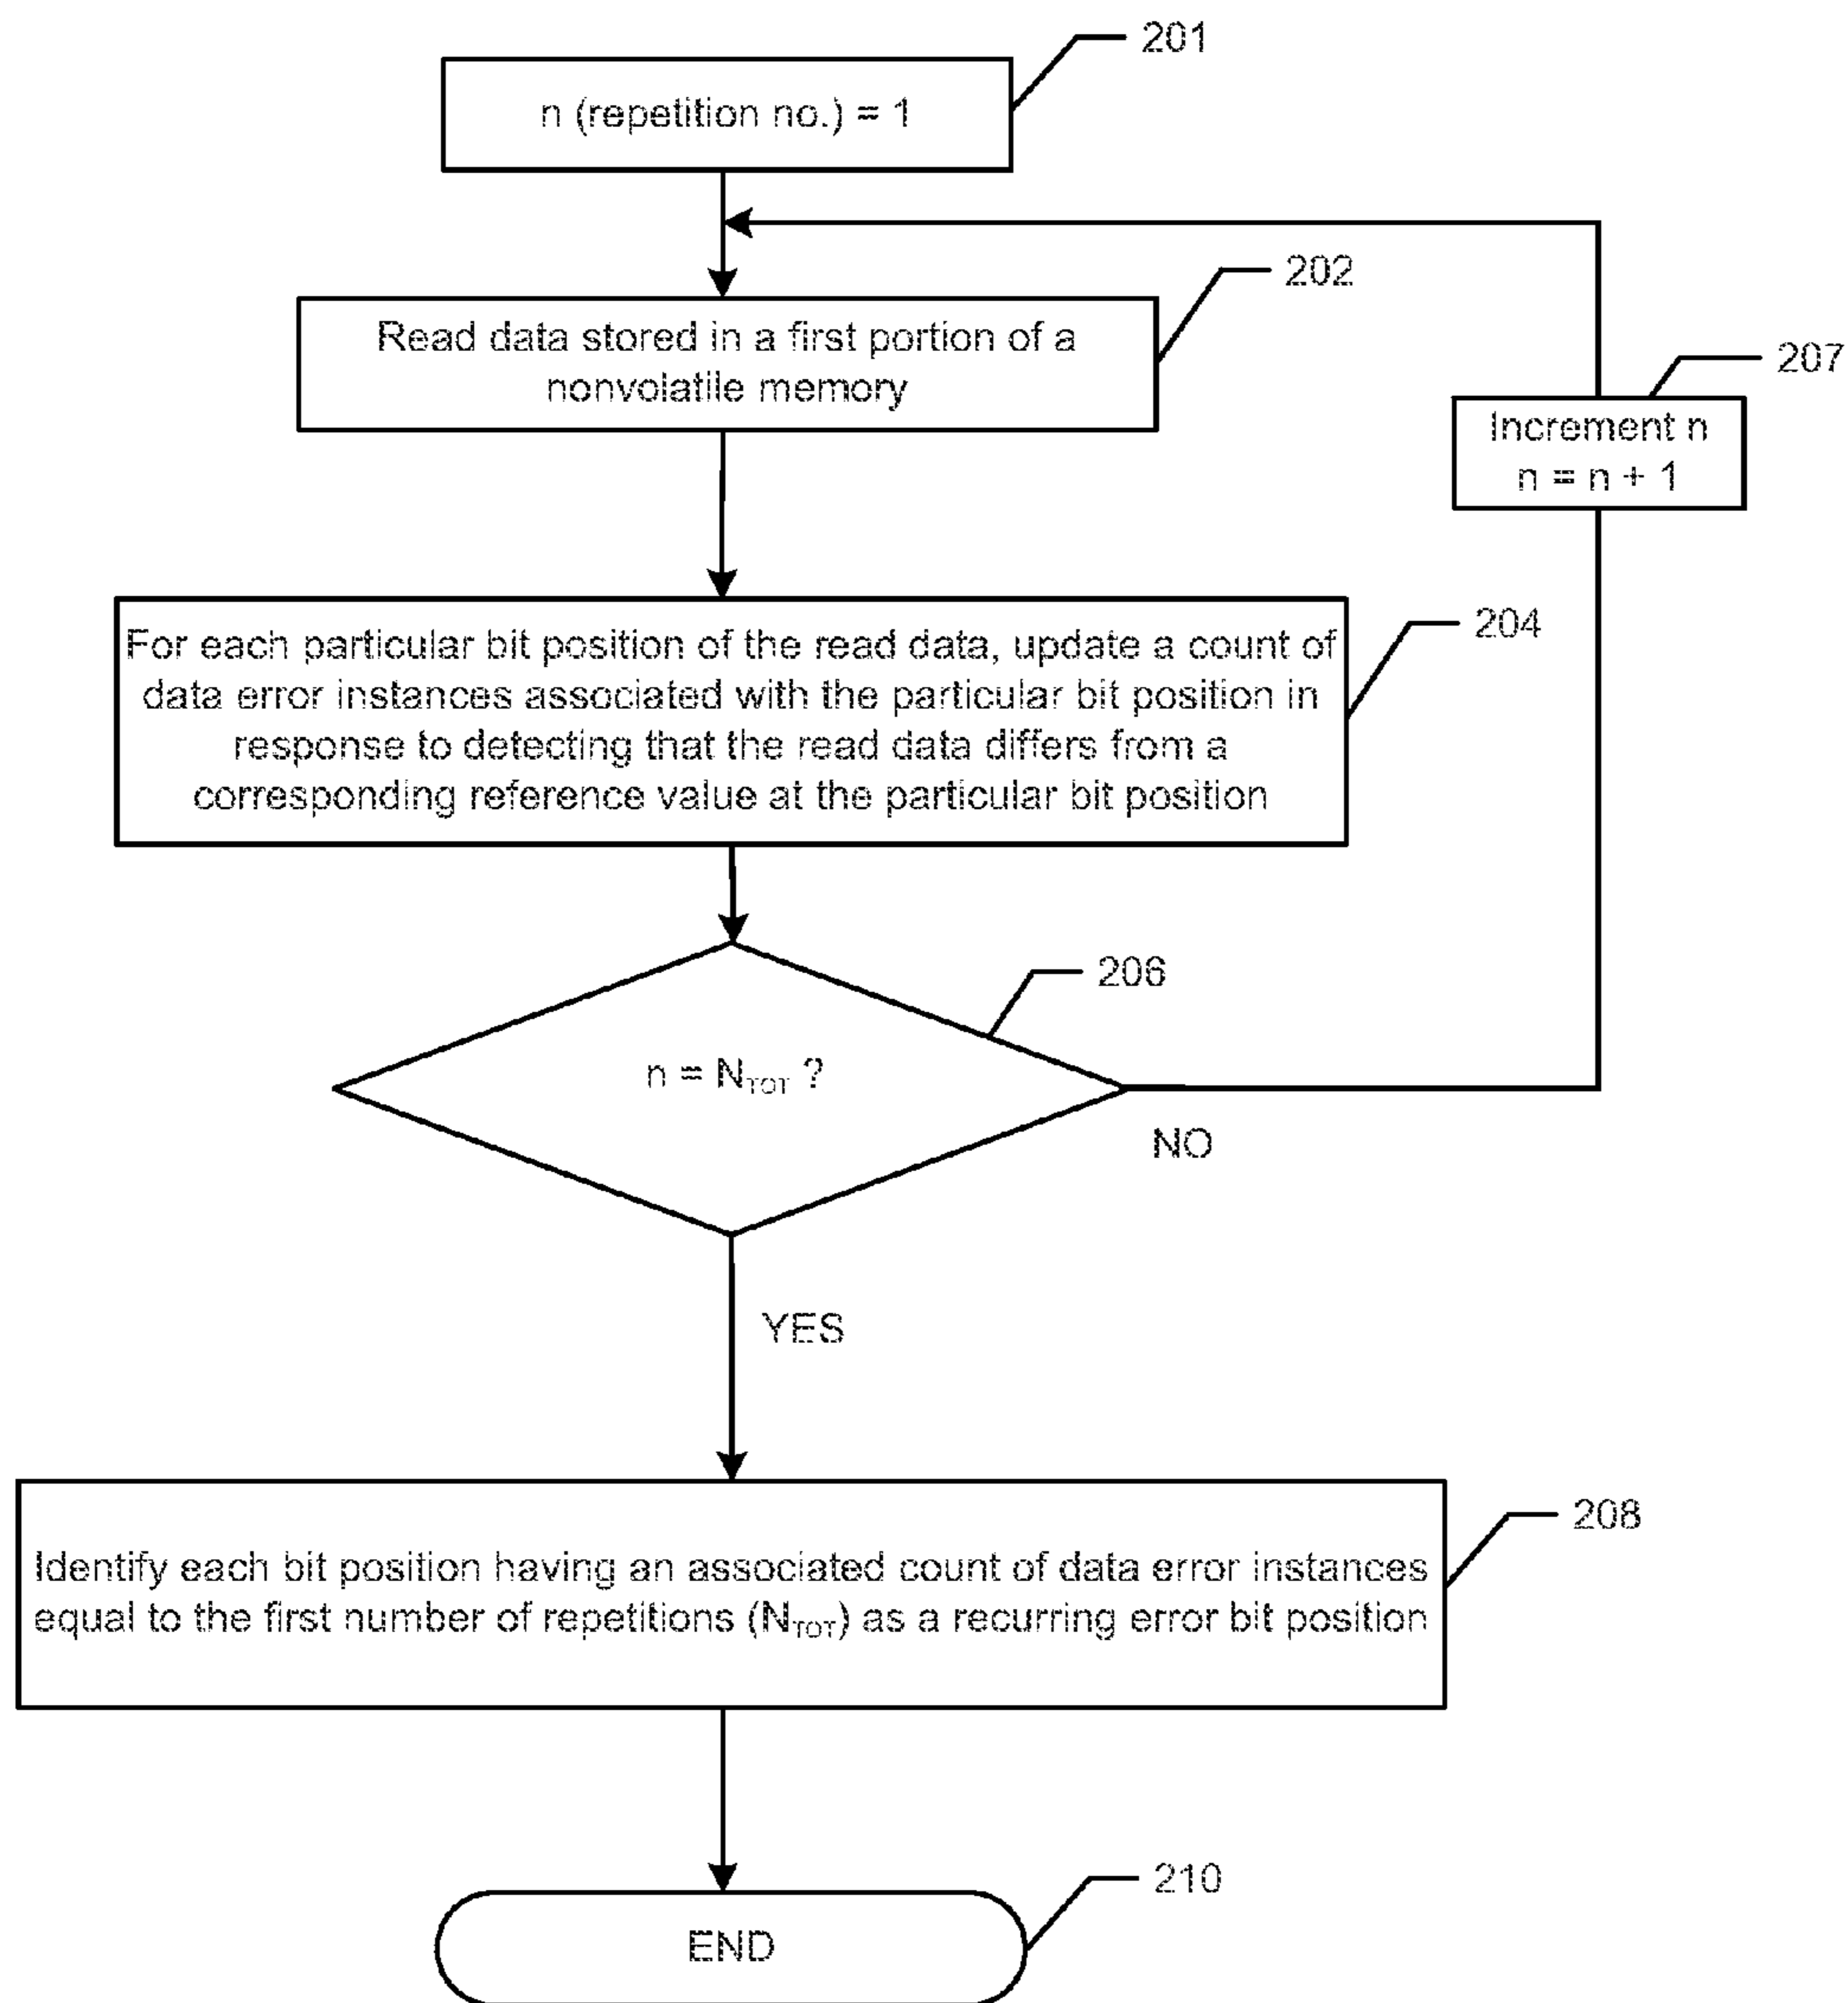 201
n (repetition no.) = 1
202
Read data stored in a first portion of a
nonvolatile memory
207
Increment n
n = n + 1
204
For each particular bit position of the read data, update a count of
data error instances associated with the particular bit position in
response to detecting that the read data differs from a
corresponding reference value at the particular bit position
206
n = N_TOT ?
NO
YES
208
Identify each bit position having an associated count of data error instances
equal to the first number of repetitions (N_TOT) as a recurring error bit position
210
END